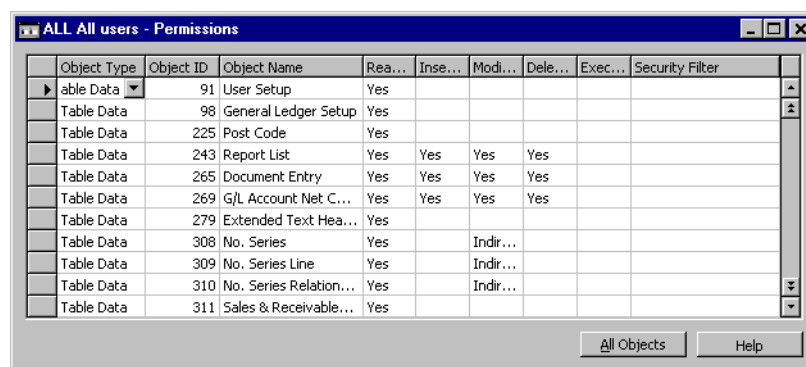 ALL All users - Permissions
Object Type Object ID Object Name Rea... Inse... Modi... Dele... Exec... Security Filter
able Data 91 User Setup Yes
Table Data 98 General Ledger Setup Yes
Table Data 225 Post Code Yes
Table Data 243 Report List Yes Yes Yes Yes
Table Data 265 Document Entry Yes Yes Yes Yes
Table Data 269 G/L Account Net C... Yes Yes Yes Yes
Table Data 279 Extended Text Hea... Yes
Table Data 308 No. Series Yes Indir...
Table Data 309 No. Series Line Yes Indir...
Table Data 310 No. Series Relation... Yes Indir...
Table Data 311 Sales & Receivable... Yes
All Objects Help